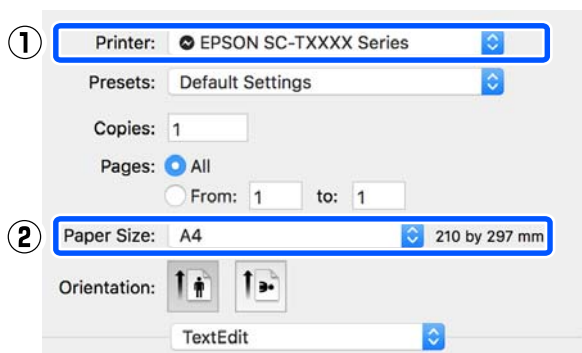 ① Printer: EPSON SC-TXXXX Series
Presets: Default Settings
Copies: 1
Pages: All
From: 1 to: 1
② Paper Size: A4 210 by 297 mm
Orientation:
TextEdit